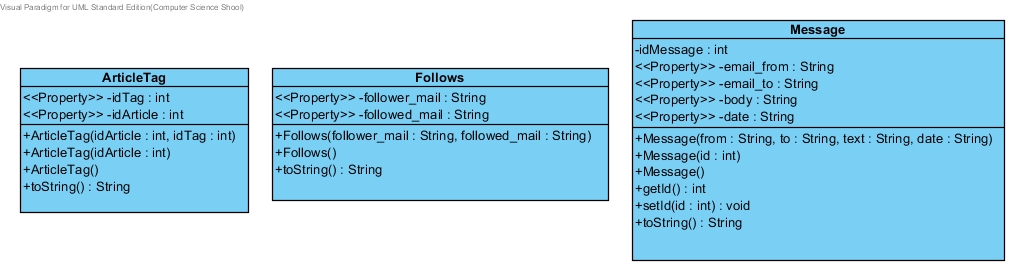 Visual Paradigm for UML Standard Edition(Computer Science Shool)
ArticleTag
<<Property>> -idTag : int
<<Property>> -idArticle : int
+ArticleTag(idArticle : int, idTag : int)
+ArticleTag(idArticle : int)
+ArticleTag()
+toString() : String
Follows
<<Property>> -follower_mail : String
<<Property>> -followed_mail : String
+Follows(follower_mail : String, followed_mail : String)
+Follows()
+toString() : String
Message
-idMessage : int
<<Property>> -email_from : String
<<Property>> -email_to : String
<<Property>> -body : String
<<Property>> -date : String
+Message(from : String, to : String, text : String, date : String)
+Message(id : int)
+Message()
+getId() : int
+setId(id : int) : void
+toString() : String